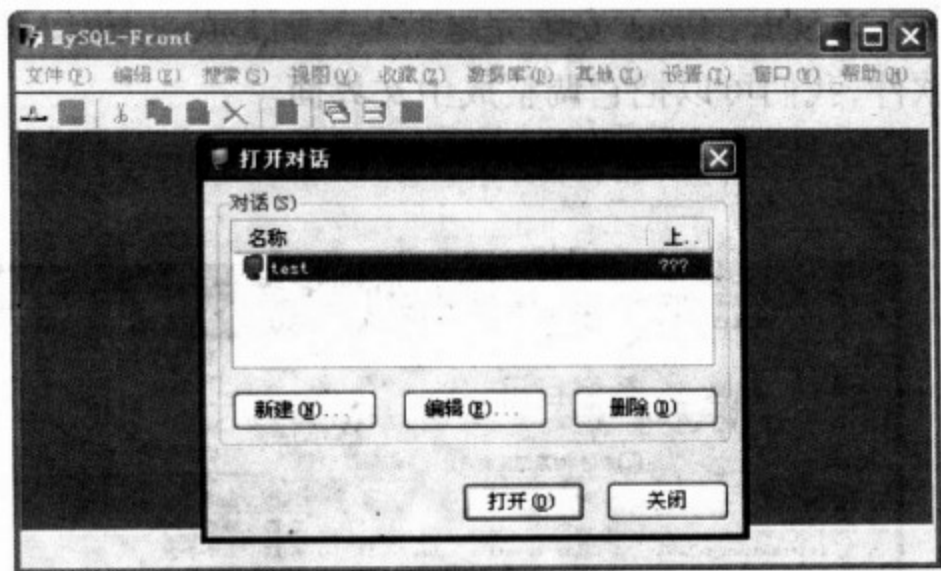 MySQL-Front
文件(F) 编辑(E) 搜索(S) 视图(V) 收藏(Z) 数据库(D) 其他(X) 设置(T) 窗口(W) 帮助(H)
打开对话
对话(S)
名称 上..
test ???
新建(N)... 编辑(E)... 删除(D)
打开(O) 关闭